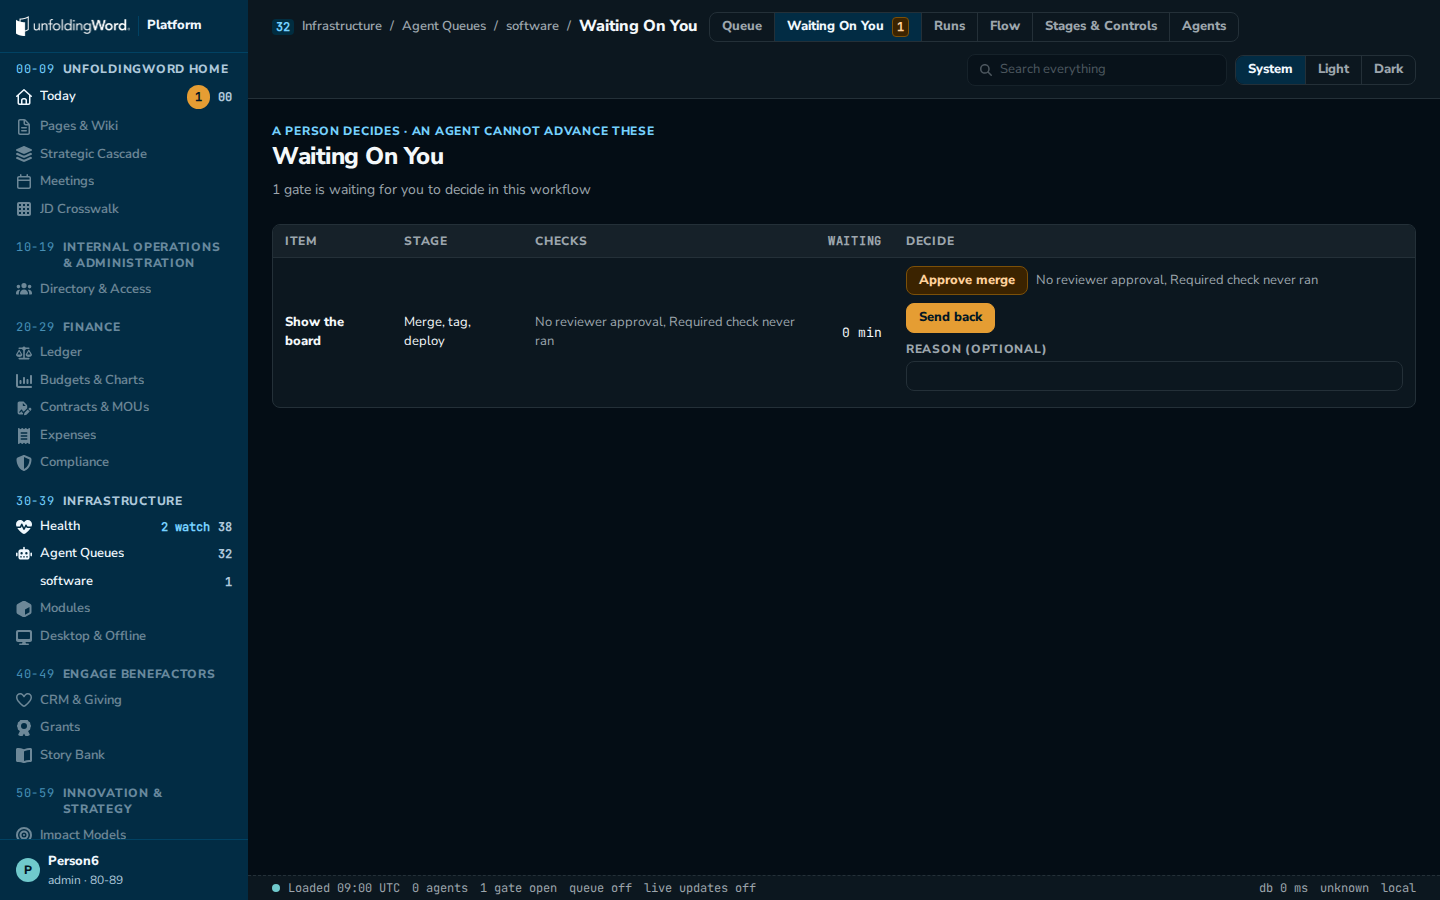 unfoldingWord. Platform
00-09 UNFOLDINGWORD HOME
Today 1 00
Pages & Wiki
Strategic Cascade
Meetings
JD Crosswalk
10-19 INTERNAL OPERATIONS
& ADMINISTRATION
Directory & Access
20-29 FINANCE
Ledger
Budgets & Charts
Contracts & MOUs
Expenses
Compliance
30-39 INFRASTRUCTURE
Health 2 watch 38
Agent Queues 32
software 1
Modules
Desktop & Offline
40-49 ENGAGE BENEFACTORS
CRM & Giving
Grants
Story Bank
50-59 INNOVATION &
STRATEGY
Impact Models
P Person6
admin · 80-89
32 Infrastructure / Agent Queues / software / Waiting On You
Queue Waiting On You 1 Runs Flow Stages & Controls Agents
Search everything System Light Dark
A PERSON DECIDES · AN AGENT CANNOT ADVANCE THESE
Waiting On You
1 gate is waiting for you to decide in this workflow
ITEM STAGE CHECKS WAITING DECIDE
Show the
board
Merge, tag,
deploy
No reviewer approval, Required check never
ran
0 min
Approve merge No reviewer approval, Required check never ran
Send back
REASON (OPTIONAL)
Loaded 09:00 UTC 0 agents 1 gate open queue off live updates off db 0 ms unknown local